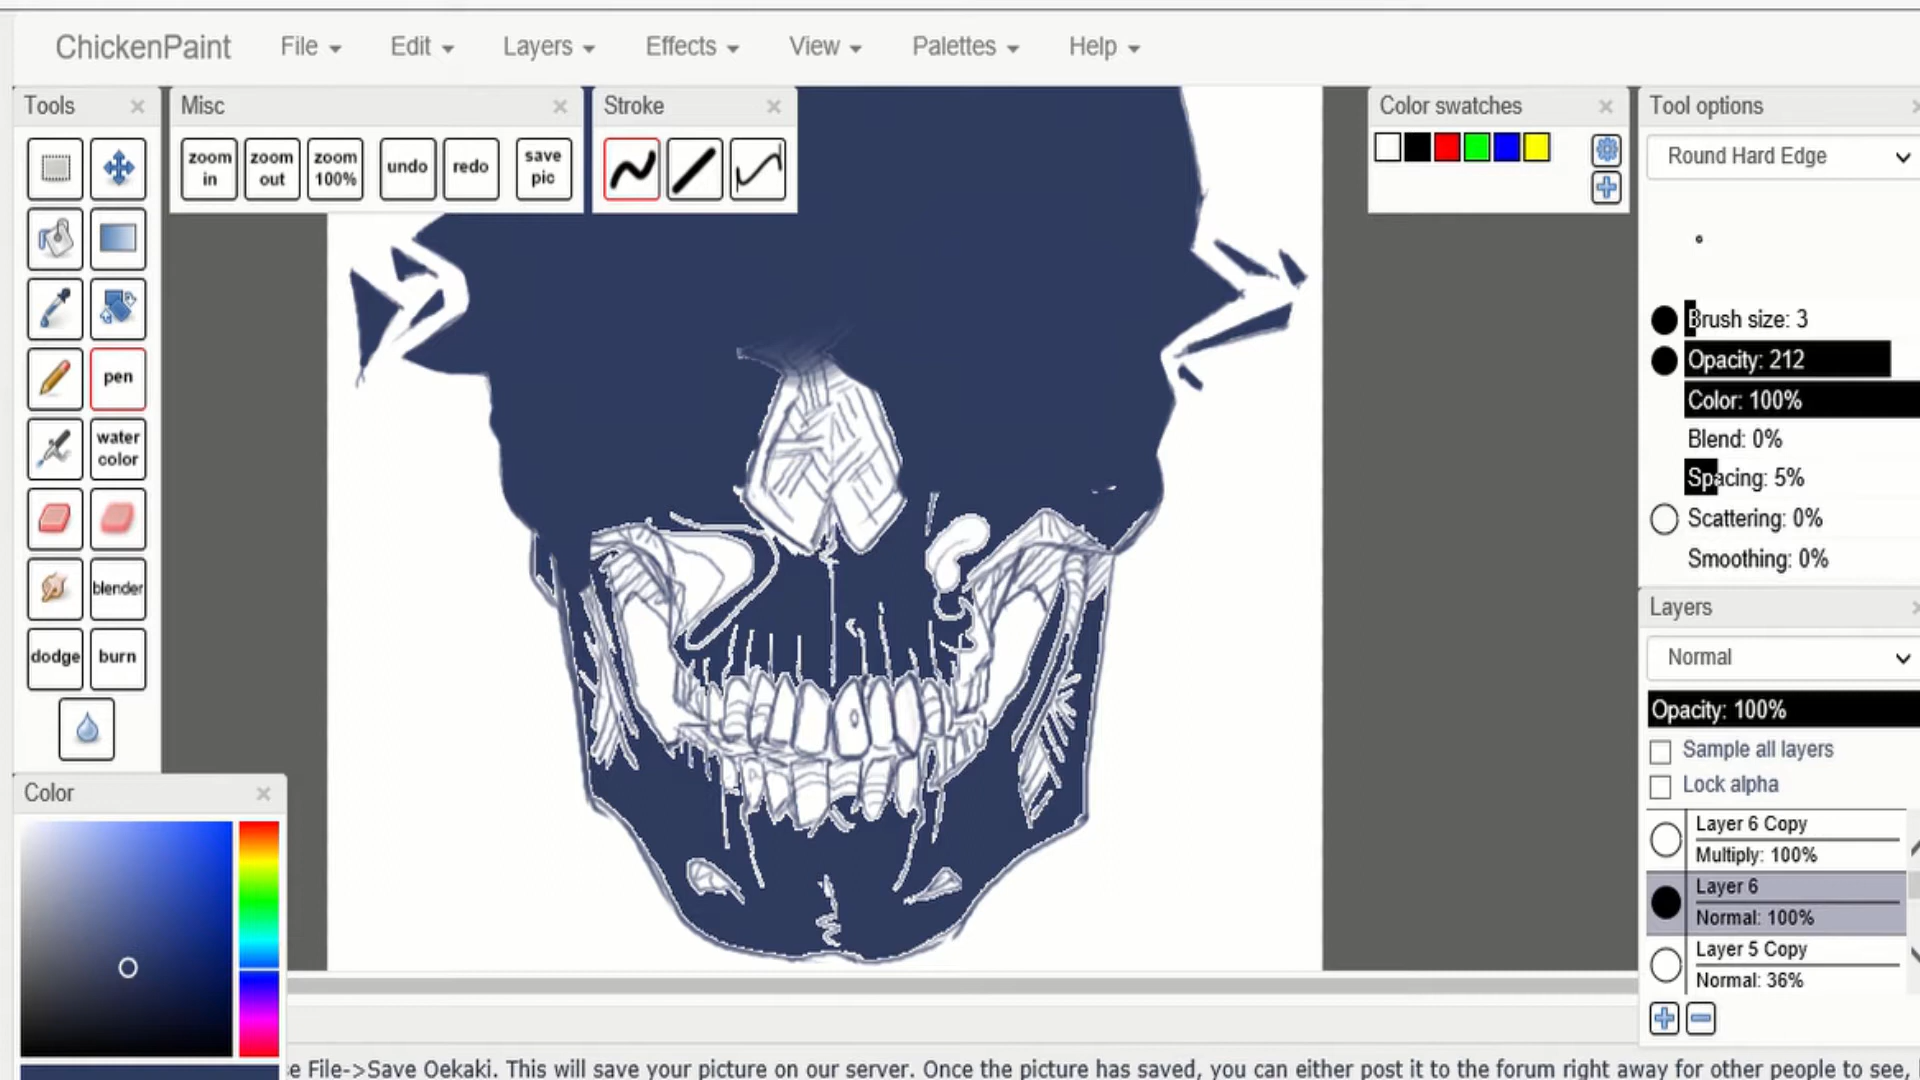 ChickenPaint File Edit Layers Effects View Palettes Help
Tools
Misc
Stroke
Color swatches
Tool options
zoom in
zoom out
zoom 100%
undo
redo
save pic
Round Hard Edge
pen
water color
blender
dodge
burn
Brush size: 3
Opacity: 212
Color: 100%
Blend: 0%
Spacing: 5%
Scattering: 0%
Smoothing: 0%
Layers
Normal
Opacity: 100%
Sample all layers
Lock alpha
Layer 6 Copy
Multiply: 100%
Layer 6
Normal: 100%
Layer 5 Copy
Normal: 36%
Color
e File->Save Oekaki. This will save your picture on our server. Once the picture has saved, you can either post it to the forum right away for other people to see,